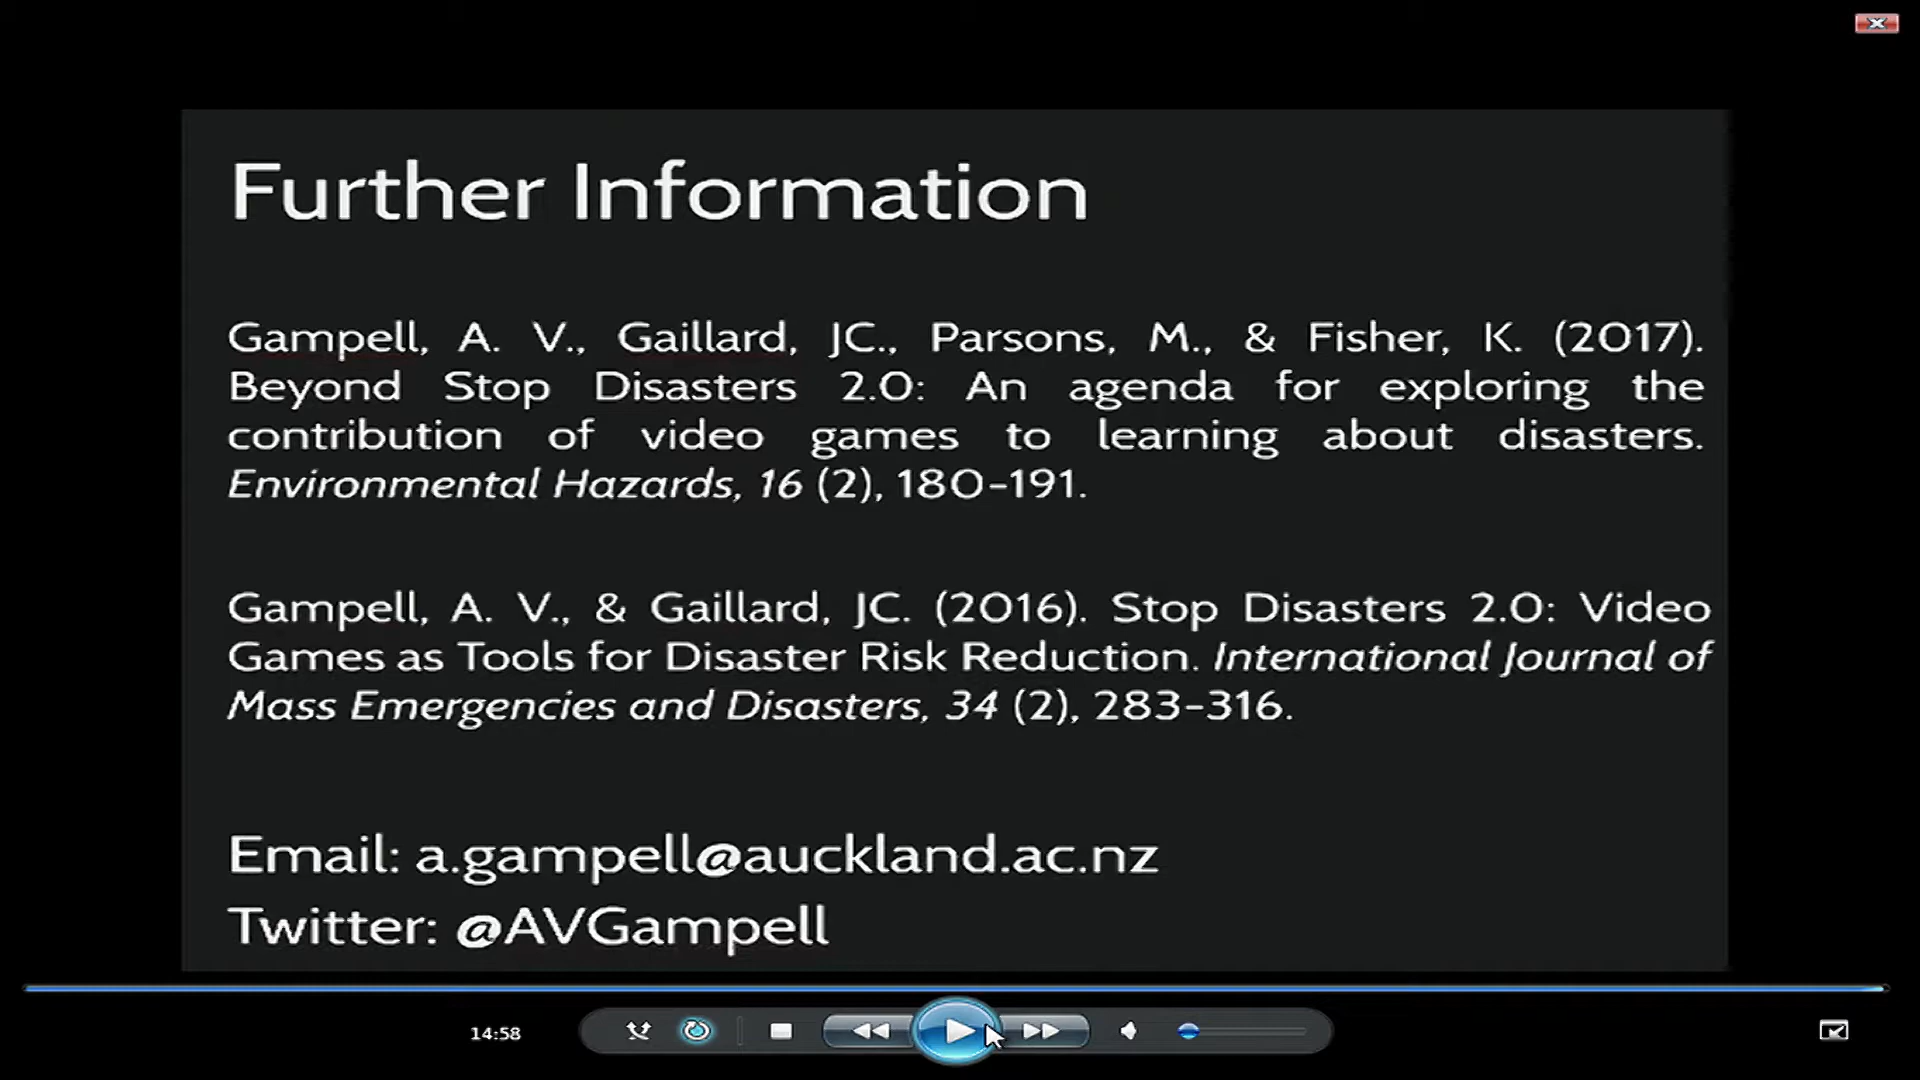 Further Information
Gampell, A. V., Gaillard, JC., Parsons, M., & Fisher, K. (2017).
Beyond Stop Disasters 2.0: An agenda for exploring the
contribution of video games to learning about disasters.
Environmental Hazards, 16 (2), 180-191.
Gampell, A. V., & Gaillard, JC. (2016). Stop Disasters 2.0: Video
Games as Tools for Disaster Risk Reduction. International Journal of
Mass Emergencies and Disasters, 34 (2), 283-316.
Email: a.gampell@auckland.ac.nz
Twitter: @AVGampell
14:58